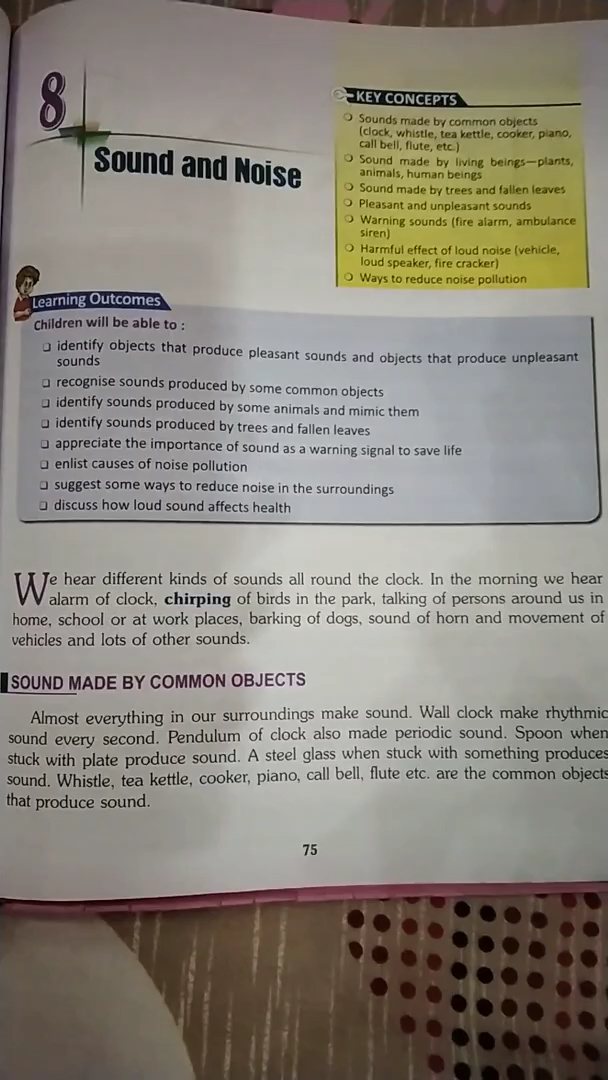 8
Sound and Noise
KEY CONCEPTS
❍ Sounds made by common objects
(clock, whistle, tea kettle, cooker, piano,
call bell, flute, etc.)
❍ Sound made by living beings—plants,
animals, human beings
❍ Sound made by trees and fallen leaves
❍ Pleasant and unpleasant sounds
❍ Warning sounds (fire alarm, ambulance
siren)
❍ Harmful effect of loud noise (vehicle,
loud speaker, fire cracker)
❍ Ways to reduce noise pollution
Learning Outcomes
Children will be able to :
❑ identify objects that produce pleasant sounds and objects that produce unpleasant
sounds
❑ recognise sounds produced by some common objects
❑ identify sounds produced by some animals and mimic them
❑ identify sounds produced by trees and fallen leaves
❑ appreciate the importance of sound as a warning signal to save life
❑ enlist causes of noise pollution
❑ suggest some ways to reduce noise in the surroundings
❑ discuss how loud sound affects health
We hear different kinds of sounds all round the clock. In the morning we hear
alarm of clock, chirping of birds in the park, talking of persons around us in
home, school or at work places, barking of dogs, sound of horn and movement of
vehicles and lots of other sounds.
SOUND MADE BY COMMON OBJECTS
Almost everything in our surroundings make sound. Wall clock make rhythmic
sound every second. Pendulum of clock also made periodic sound. Spoon when
stuck with plate produce sound. A steel glass when stuck with something produces
sound. Whistle, tea kettle, cooker, piano, call bell, flute etc. are the common objects
that produce sound.
75